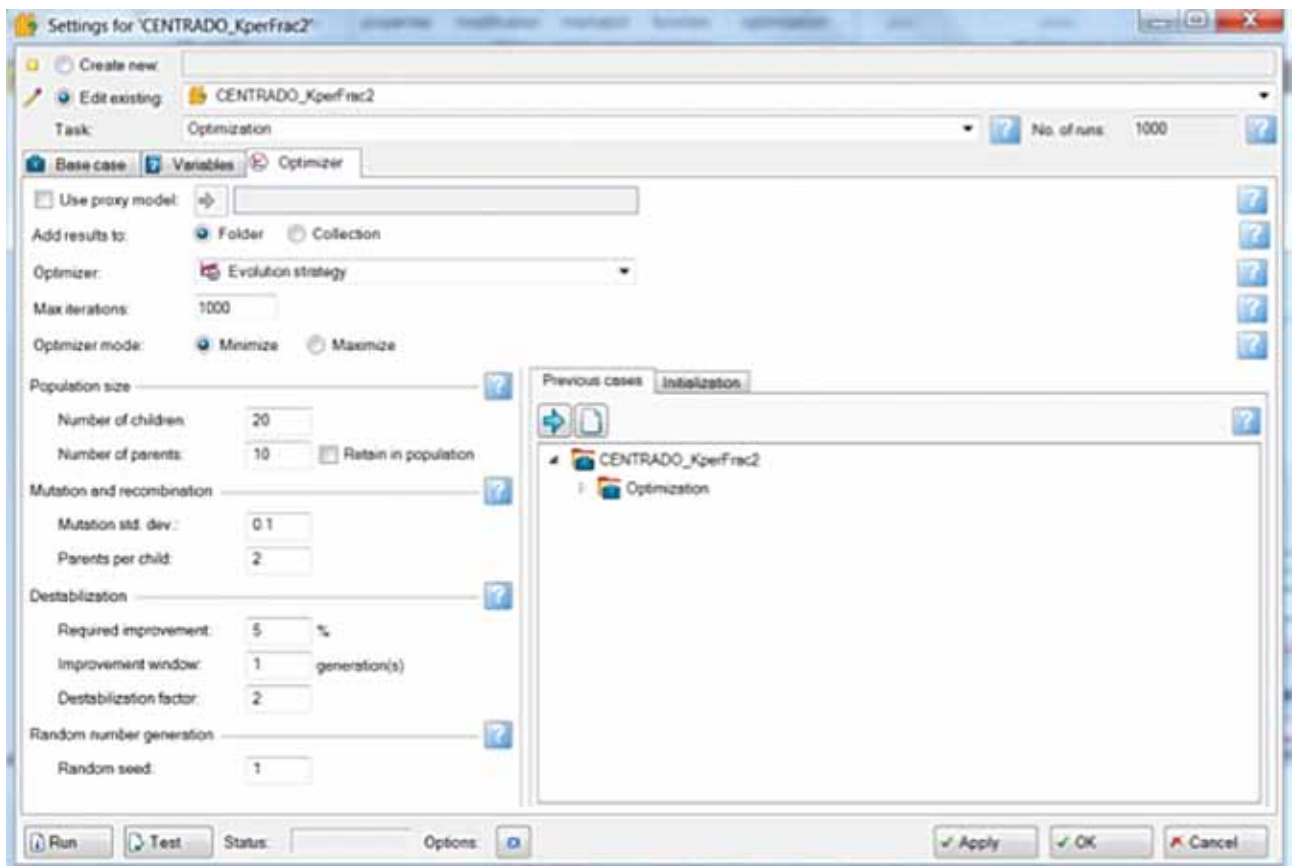 Settings for 'CENTRADO_KperFrac2'
Create new:
Edit existing: CENTRADO_KperFrac2
Task: Optimization No. of runs: 1000
Base case Variables Optimizer
Use proxy model:
Add results to: Folder Collection
Optimizer: Evolution strategy
Max iterations: 1000
Optimizer mode: Minimize Maximize
Population size
Number of children: 20
Number of parents: 10 Retain in population
Mutation and recombination
Mutation std. dev.: 0.1
Parents per child: 2
Destabilization
Required improvement: 5 %
Improvement window: 1 generation(s)
Destabilization factor: 2
Random number generation
Random seed: 1
Previous cases Initialization
CENTRADO_KperFrac2
Optimization
Run Test Status: Options: Apply OK Cancel